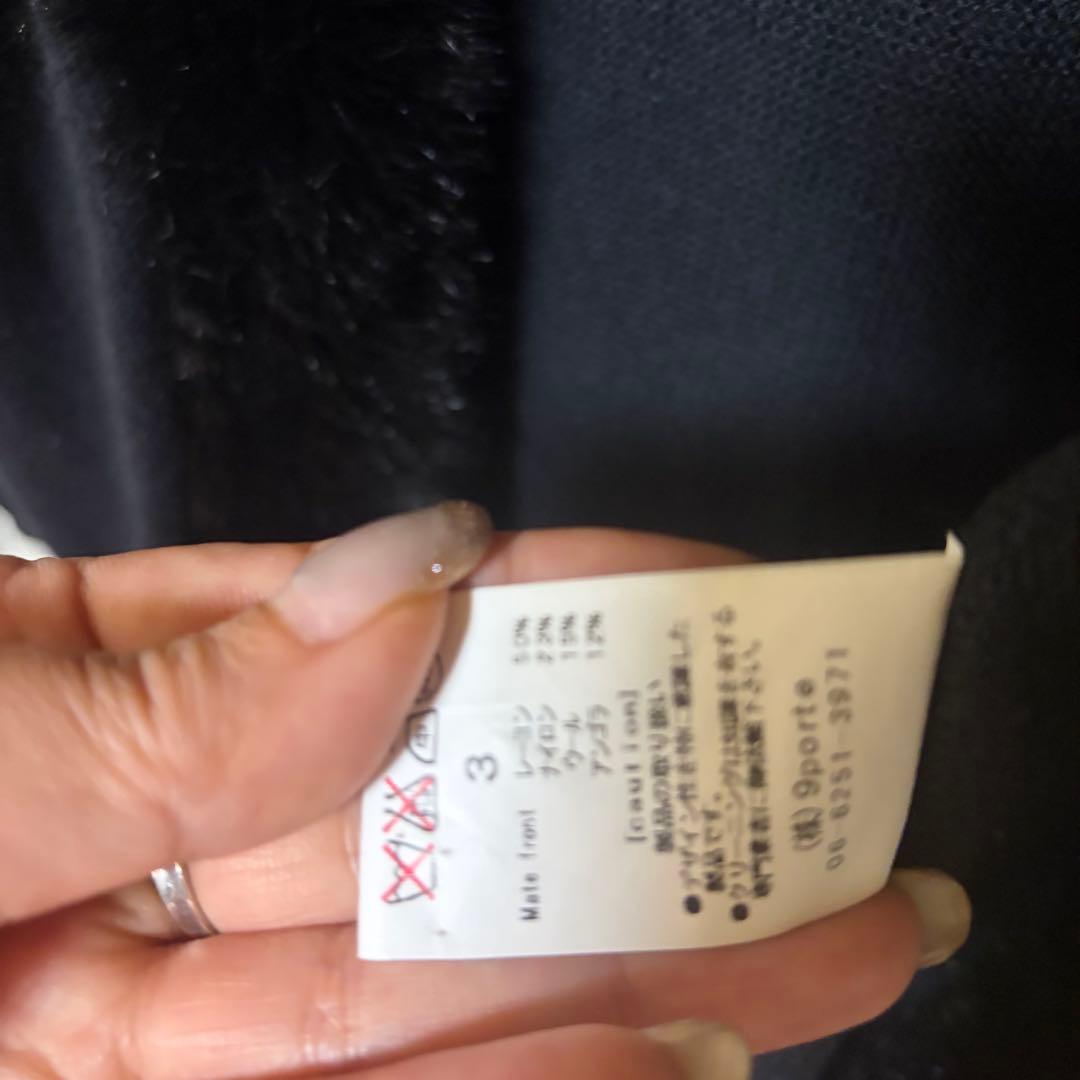 3
Mate front レーヨン 50%
ナイロン 22%
ウール 15%
アンゴラ 12%
[caution]
製品の取り扱い
●デザイン性を特に意識した
製品です。
●クリーニングは知識を有する
専門業者に御依頼下さい。
(株)9porte
06-6251-3971